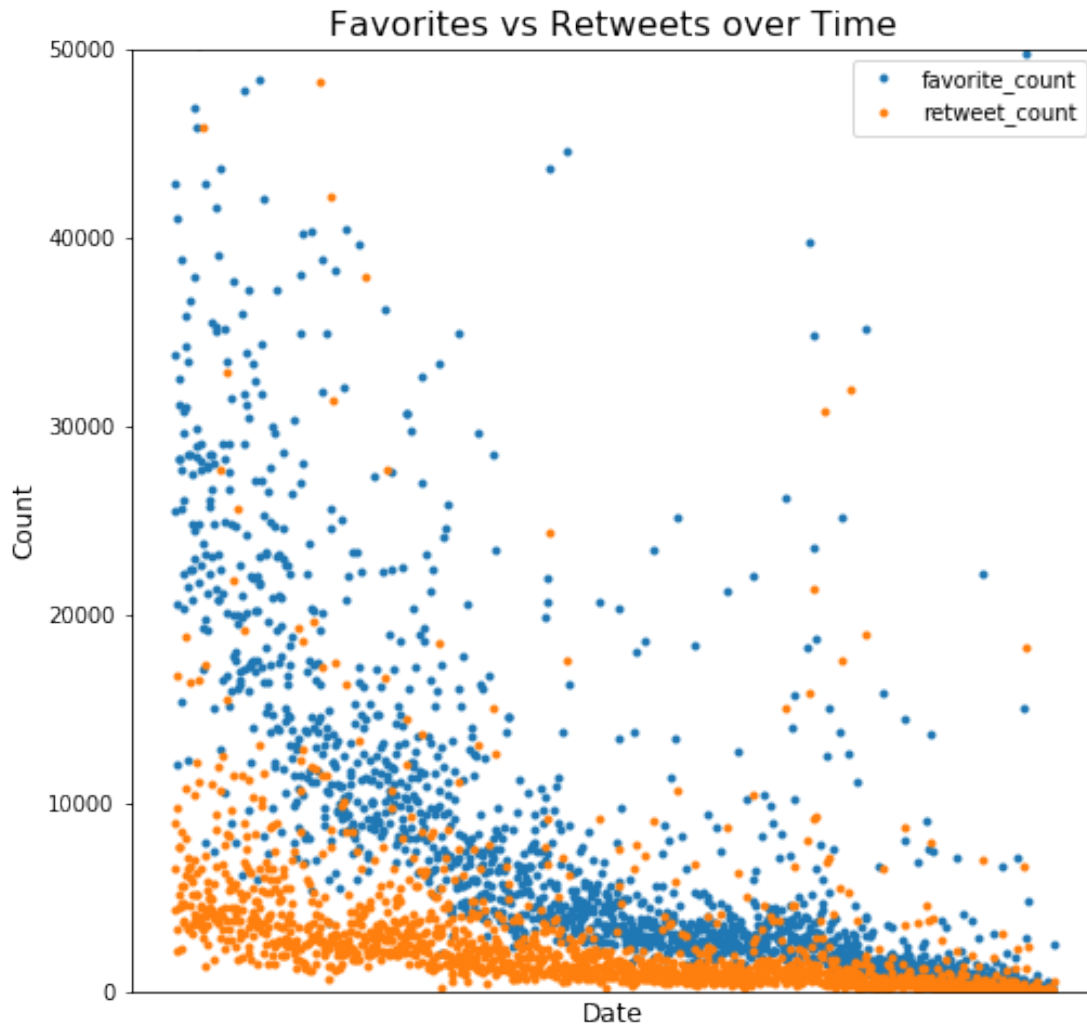 Favorites vs Retweets over Time
favorite_count
retweet_count
50000
40000
30000
20000
10000
0
Count
Date